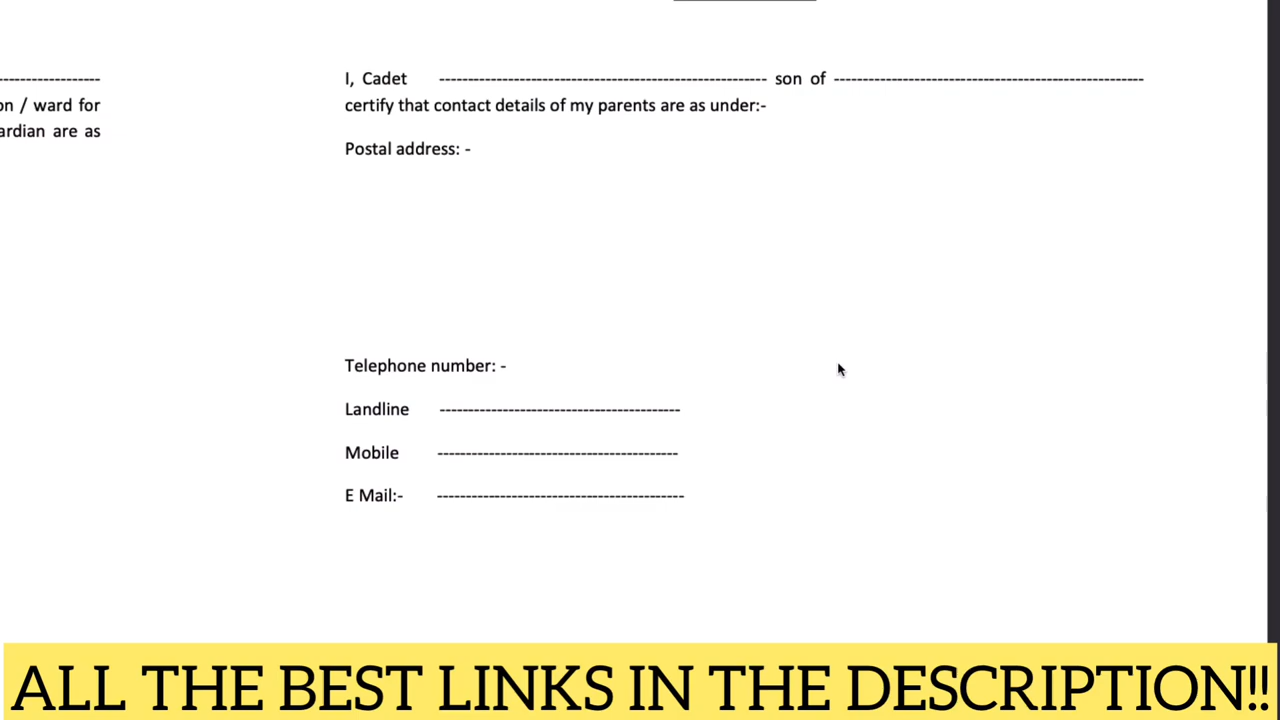 I, Cadet --------------------------------------------------------- son of ------------------------------------------------------
certify that contact details of my parents are as under:-
Postal address: -
Telephone number: -
Landline ------------------------------------------
Mobile ------------------------------------------
E Mail:- -------------------------------------------
------------------
on / ward for
ardian are as
ALL THE BEST LINKS IN THE DESCRIPTION!!